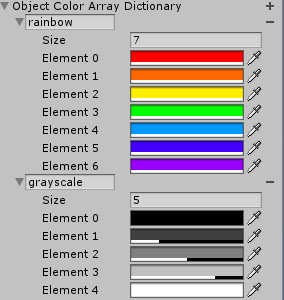 Object Color Array Dictionary
rainbow
Size 7
Element 0
Element 1
Element 2
Element 3
Element 4
Element 5
Element 6
grayscale
Size 5
Element 0
Element 1
Element 2
Element 3
Element 4